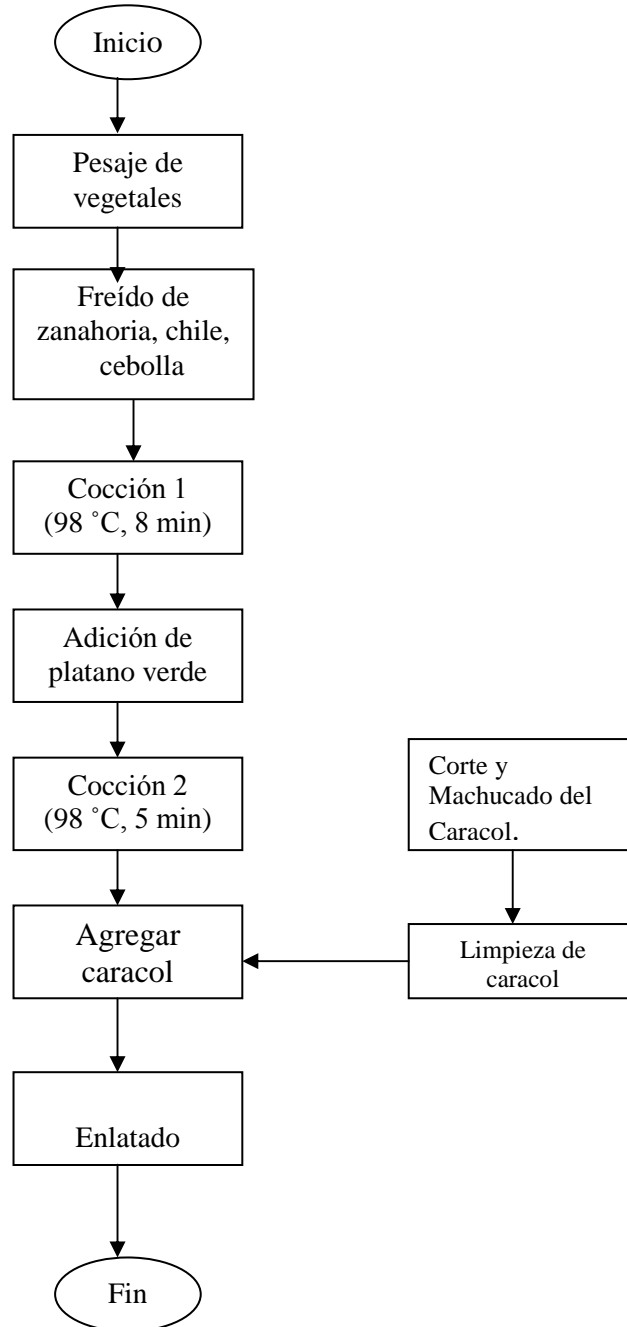 Inicio
Pesaje de
vegetales
Freído de
zanahoria, chile,
cebolla
Cocción 1
(98 ˚C, 8 min)
Adición de
platano verde
Cocción 2
(98 ˚C, 5 min)
Corte y
Machucado del
Caracol.
Agregar
caracol
Limpieza de
caracol
Enlatado
Fin